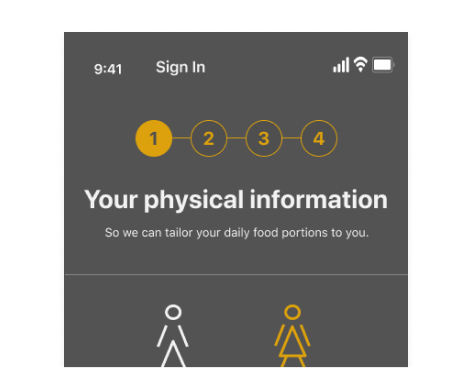 9:41 Sign In
1 2 3 4
Your physical information
So we can tailor your daily food portions to you.